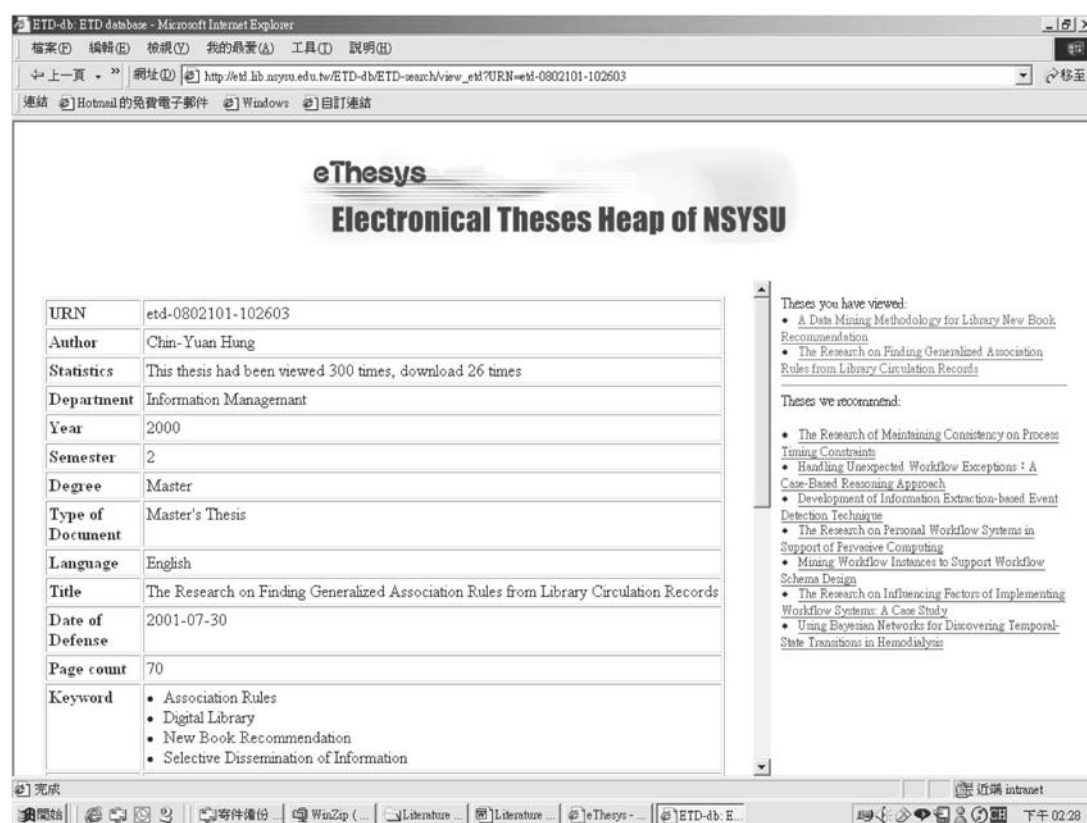 ETD-db: ETD database - Microsoft Internet Explorer
檔案(F) 編輯(E) 檢視(V) 我的最愛(A) 工具(T) 說明(H)
上一頁 » 網址(D) http://etd.lib.nsysu.edu.tw/ETD-db/ETD-search/view_etd?URN=etd-0802101-102603 移至
連結 Hotmail 的免費電子郵件 Windows 自訂連結
eThesys
Electronical Theses Heap of NSYSU
URN etd-0802101-102603
Author Chin-Yuan Hung
Statistics This thesis had been viewed 300 times, download 26 times
Department Information Managemant
Year 2000
Semester 2
Degree Master
Type of
Document Master's Thesis
Language English
Title The Research on Finding Generalized Association Rules from Library Circulation Records
Date of
Defense 2001-07-30
Page count 70
Keyword • Association Rules
• Digital Library
• New Book Recommendation
• Selective Dissemination of Information
Theses you have viewed:
• A Data Mining Methodology for Library New Book
Recommendation
• The Research on Finding Generalized Association
Rules from Library Circulation Records
Theses we recommend:
• The Research of Maintaining Consistency on Process
Timing Constraints
• Handling Unexpected Workflow Exceptions：A
Case-Based Reasoning Approach
• Development of Information Extraction-based Event
Detection Technique
• The Research on Personal Workflow Systems in
Support of Pervasive Computing
• Mining Workflow Instances to Support Workflow
Schema Design
• The Research on Influencing Factors of Implementing
Workflow Systems: A Case Study
• Using Bayesian Networks for Discovering Temporal-
State Transitions in Hemodialysis
完成 近端 intranet
開始 寄件備份 ... WinZip (... Literature ... Literature ... eThesys - ... ETD-db: E... 下午 02:28